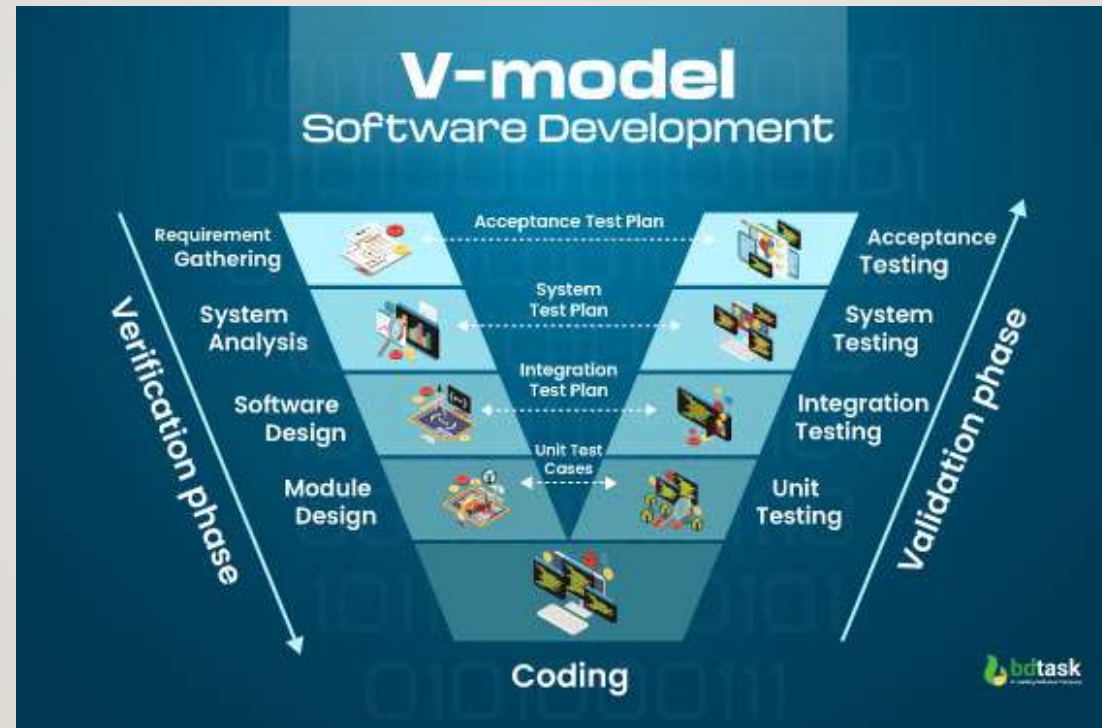 V-model
Software Development
Acceptance Test Plan
Requirement
Gathering
Acceptance
Testing
System
Test Plan
System
Analysis
System
Testing
Integration
Test Plan
Software
Design
Integration
Testing
Unit Test
Cases
Module
Design
Unit
Testing
Verification phase
Validation phase
Coding
bdtask